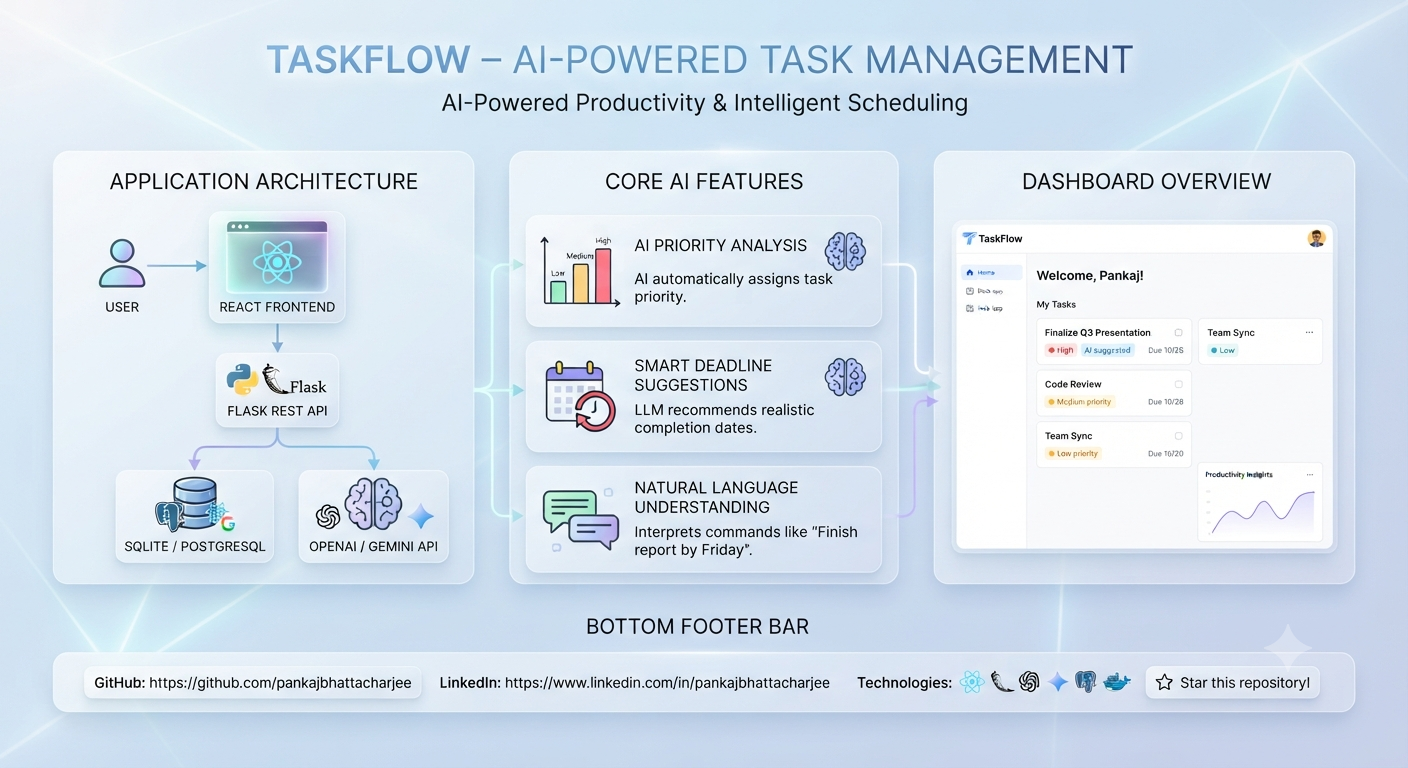 TASKFLOW – AI-POWERED TASK MANAGEMENT
AI-Powered Productivity & Intelligent Scheduling
APPLICATION ARCHITECTURE
USER
REACT FRONTEND
Flask
FLASK REST API
SQLITE / POSTGRESQL
OPENAI / GEMINI API
CORE AI FEATURES
Low
Medium
High
AI PRIORITY ANALYSIS
AI automatically assigns task
priority.
SMART DEADLINE
SUGGESTIONS
LLM recommends realistic
completion dates.
NATURAL LANGUAGE
UNDERSTANDING
Interprets commands like "Finish
report by Friday".
DASHBOARD OVERVIEW
TaskFlow
Home
Welcome, Pankaj!
My Tasks
Finalize Q3 Presentation
High
AI suggested
Due 10/25
Team Sync
...
Low
Code Review
Medium priority
Due 10/28
Team Sync
Low priority
Due 10/20
Productivity Insights
...
BOTTOM FOOTER BAR
GitHub: https://github.com/pankajbhattacharjee
LinkedIn: https://www.linkedin.com/in/pankajbhattacharjee
Technologies:
Star this repository!